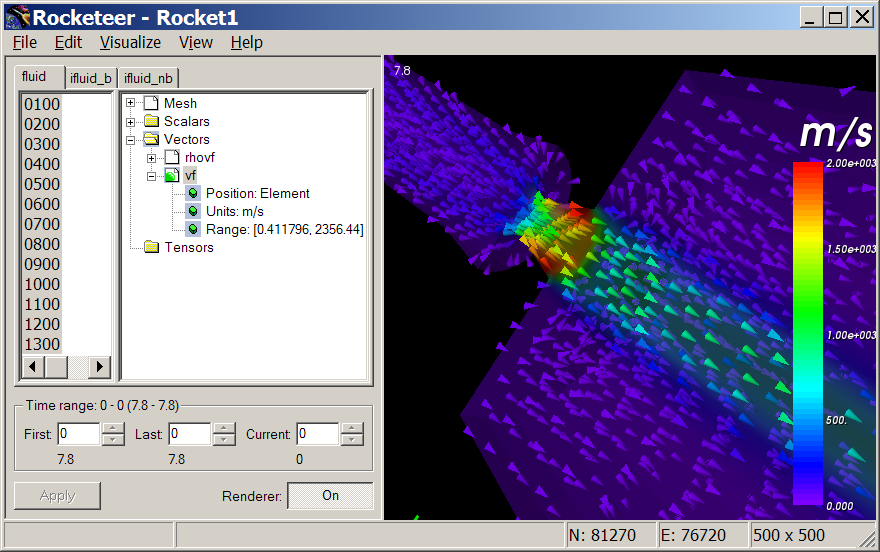 Rocketeer - Rocket1
File Edit Visualize View Help
fluid ifluid_b ifluid_nb
0100
0200
0300
0400
0500
0600
0700
0800
0900
1000
1100
1200
1300
Mesh
Scalars
Vectors
rhovf
vf
Position: Element
Units: m/s
Range: [0.411796, 2356.44]
Tensors
Time range: 0 - 0 (7.8 - 7.8)
First: 0 Last: 0 Current: 0
7.8 7.8 0
Apply Renderer: On
7.8
m/s
2.00e+003
1.50e+003
1.00e+003
500.
0.000
N: 81270 E: 76720 500 x 500